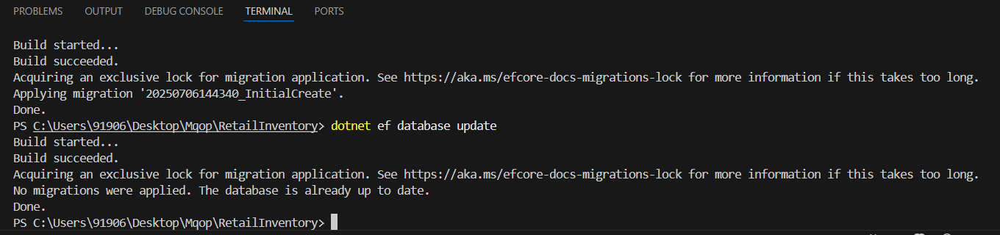 PROBLEMS OUTPUT DEBUG CONSOLE TERMINAL PORTS
Build started...
Build succeeded.
Acquiring an exclusive lock for migration application. See https://aka.ms/efcore-docs-migrations-lock for more information if this takes too long.
Applying migration '20250706144340_InitialCreate'.
Done.
PS C:\Users\91906\Desktop\Mqop\RetailInventory> dotnet ef database update
Build started...
Build succeeded.
Acquiring an exclusive lock for migration application. See https://aka.ms/efcore-docs-migrations-lock for more information if this takes too long.
No migrations were applied. The database is already up to date.
Done.
PS C:\Users\91906\Desktop\Mqop\RetailInventory>